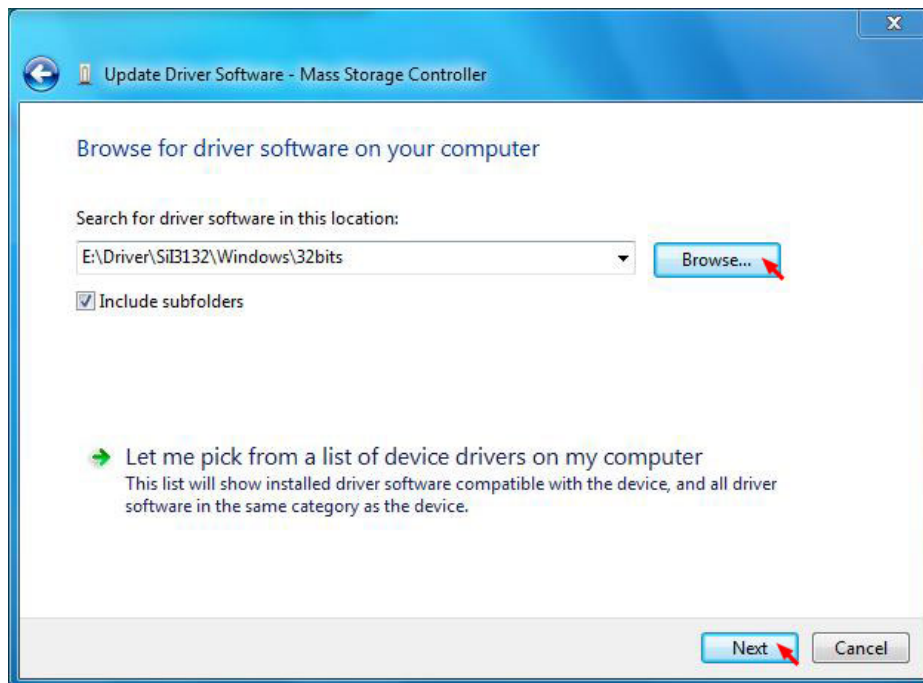 Update Driver Software - Mass Storage Controller
Browse for driver software on your computer
Search for driver software in this location:
E:\Driver\SiI3132\Windows\32bits
Browse...
Include subfolders
Let me pick from a list of device drivers on my computer
This list will show installed driver software compatible with the device, and all driver
software in the same category as the device.
Next
Cancel